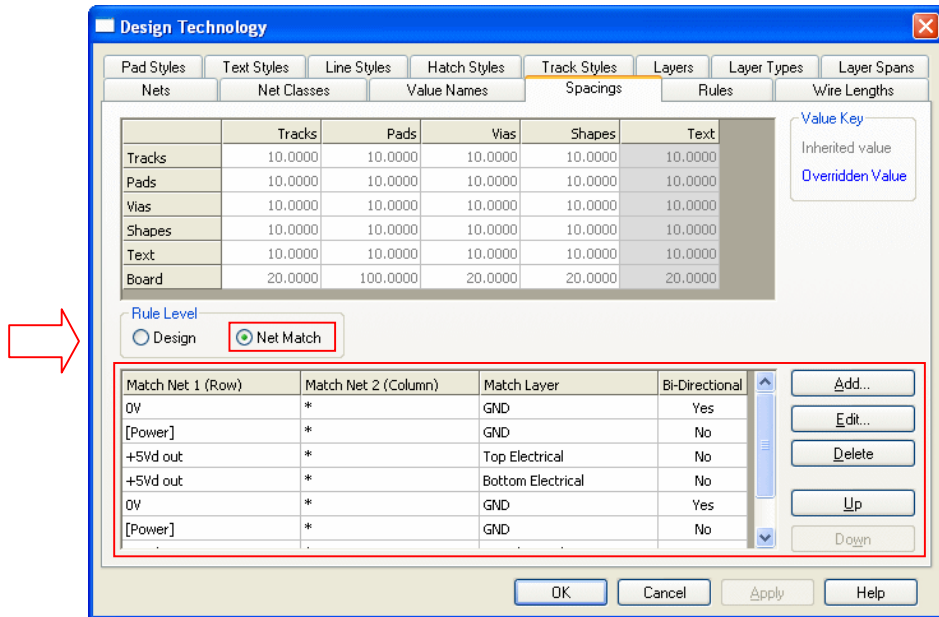 Design Technology
Pad Styles Text Styles Line Styles Hatch Styles Track Styles Layers Layer Types Layer Spans
Nets Net Classes Value Names Spacings Rules Wire Lengths
Tracks Pads Vias Shapes Text
Tracks 10.0000 10.0000 10.0000 10.0000 10.0000
Pads 10.0000 10.0000 10.0000 10.0000 10.0000
Vias 10.0000 10.0000 10.0000 10.0000 10.0000
Shapes 10.0000 10.0000 10.0000 10.0000 10.0000
Text 10.0000 10.0000 10.0000 10.0000 10.0000
Board 20.0000 100.0000 20.0000 20.0000 20.0000
Value Key
Inherited value
Overridden Value
Rule Level
Design Net Match
Match Net 1 (Row) Match Net 2 (Column) Match Layer Bi-Directional
0V * GND Yes
[Power] * GND No
+5Vd out * Top Electrical No
+5Vd out * Bottom Electrical No
0V * GND Yes
[Power] * GND No
Add...
Edit...
Delete
Up
Down
OK Cancel Apply Help